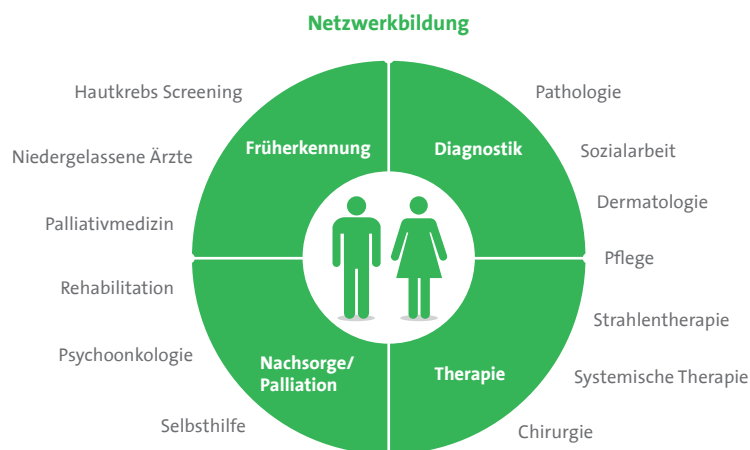 Netzwerkbildung
Hautkrebs Screening
Pathologie
Früherkennung
Diagnostik
Niedergelassene Ärzte
Sozialarbeit
Dermatologie
Palliativmedizin
Pflege
Rehabilitation
Strahlentherapie
Psychoonkologie
Nachsorge/
Palliation
Therapie
Systemische Therapie
Selbsthilfe
Chirurgie